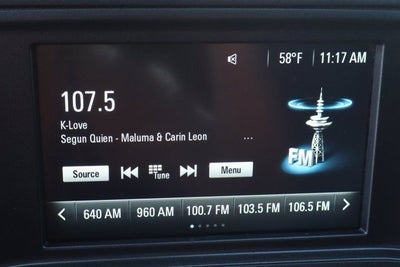 58°F 11:17 AM
107.5
K-Love
Segun Quien - Maluma & Carin Leon ...
FM
Source Tune Menu
640 AM 960 AM 100.7 FM 103.5 FM 106.5 FM